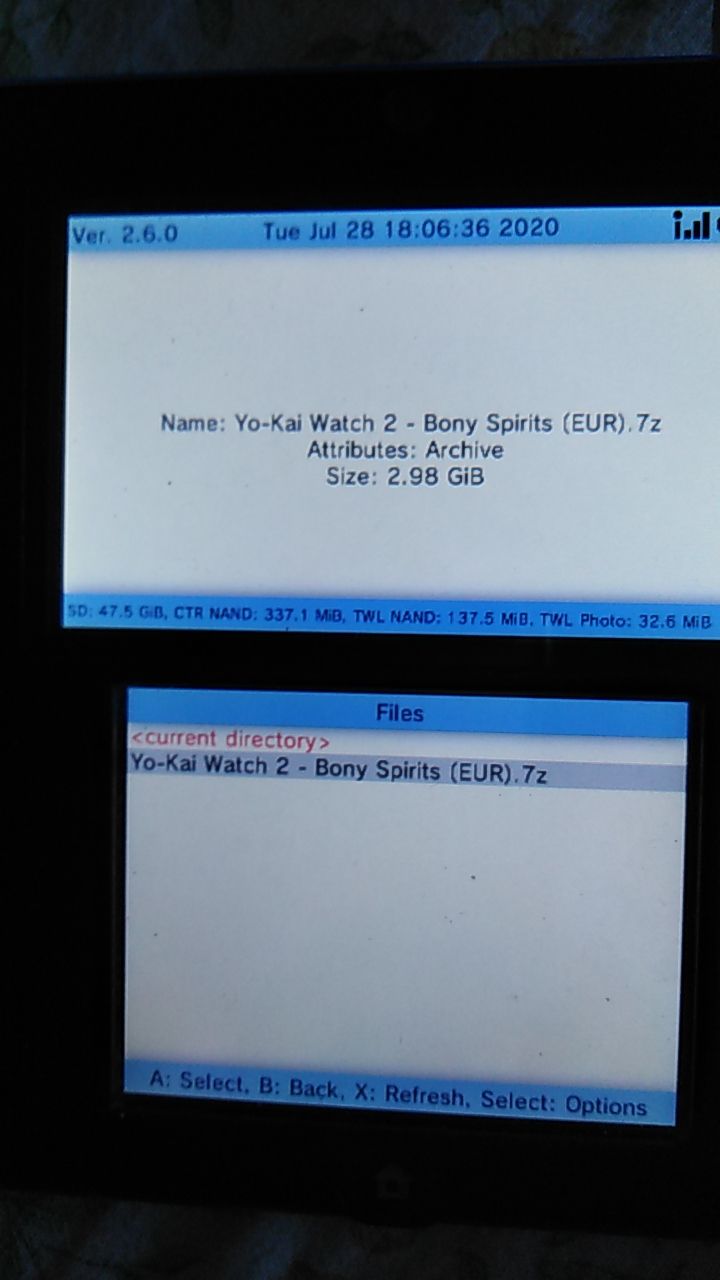 Ver. 2.6.0 Tue Jul 28 18:06:36 2020
Name: Yo-Kai Watch 2 - Bony Spirits (EUR).7z
Attributes: Archive
Size: 2.98 GiB
SD: 47.5 GiB, CTR NAND: 337.1 MiB, TWL NAND: 137.5 MiB, TWL Photo: 32.6 MiB
Files
<current directory>
Yo-Kai Watch 2 - Bony Spirits (EUR).7z
A: Select, B: Back, X: Refresh, Select: Options